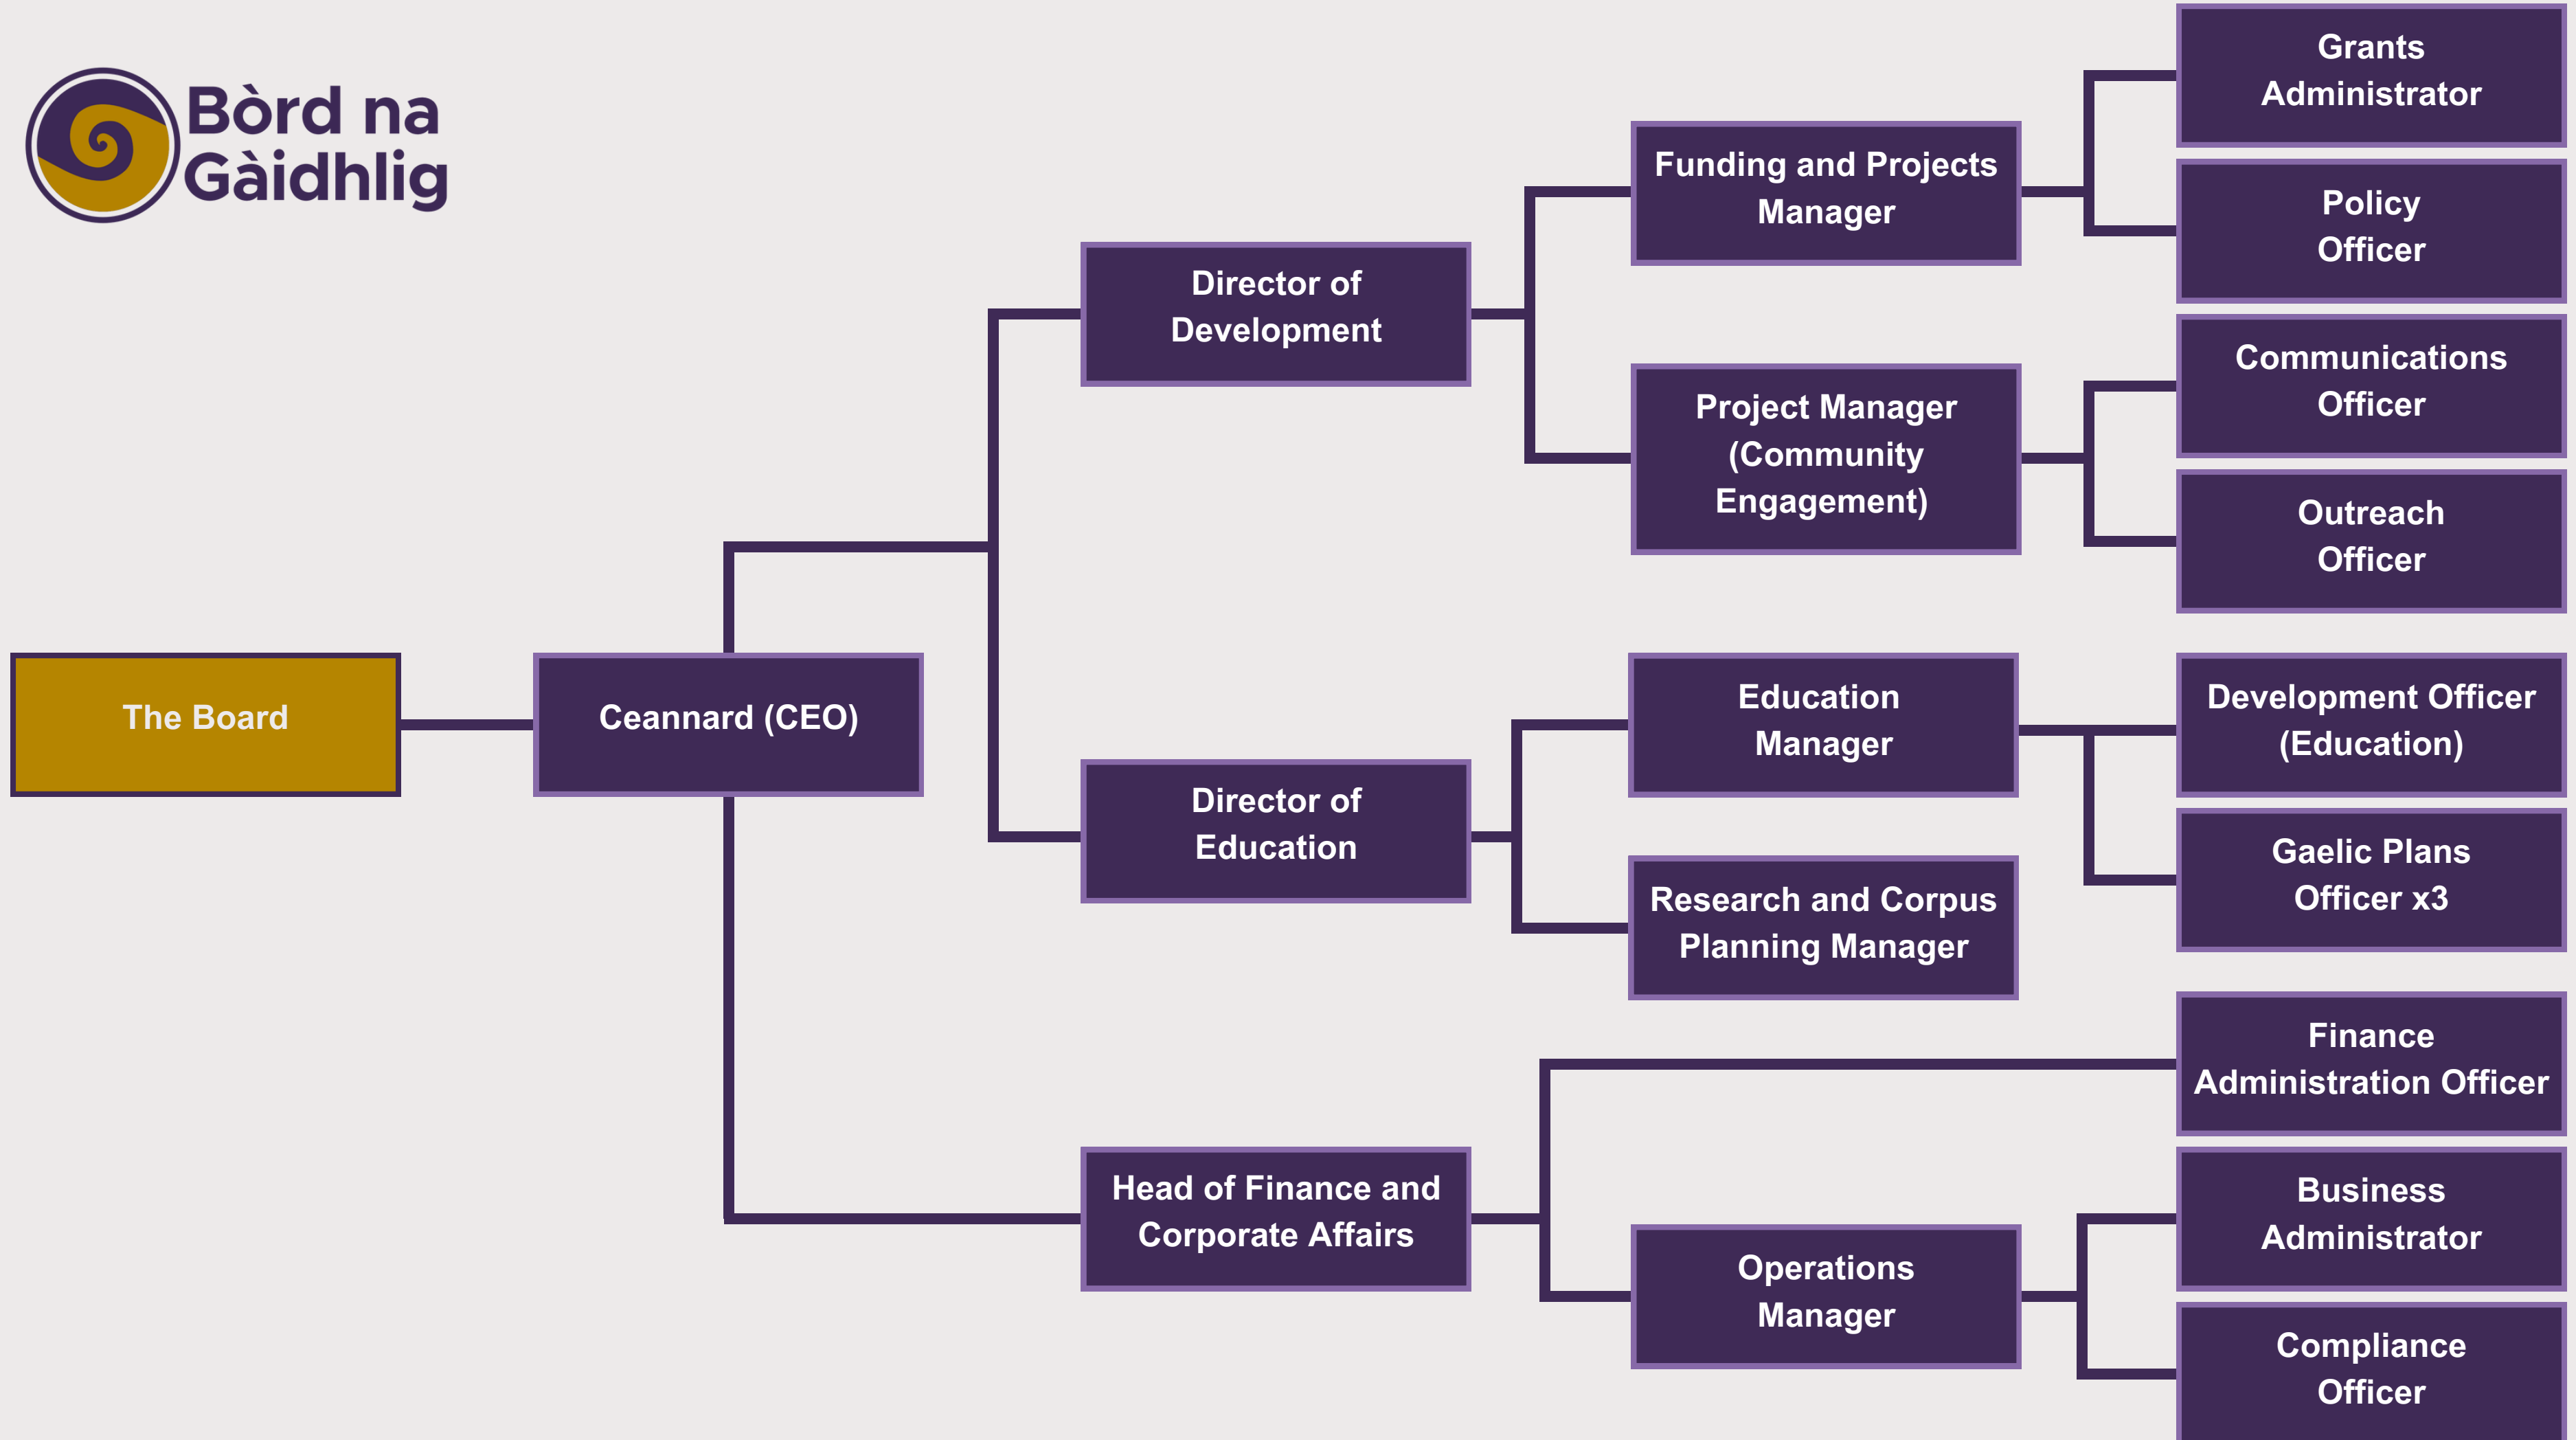 Bòrd na
Gàidhlig
The Board
Ceannard (CEO)
Director of
Development
Funding and Projects
Manager
Grants
Administrator
Policy
Officer
Project Manager
(Community
Engagement)
Communications
Officer
Outreach
Officer
Director of
Education
Education
Manager
Development Officer
(Education)
Gaelic Plans
Officer x3
Research and Corpus
Planning Manager
Head of Finance and
Corporate Affairs
Finance
Administration Officer
Operations
Manager
Business
Administrator
Compliance
Officer